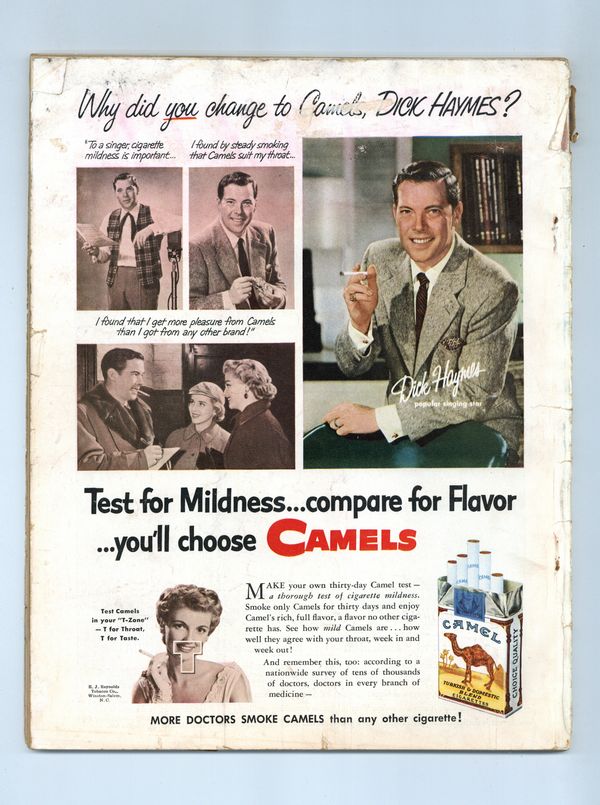 Why did you change to Camels, DICK HAYMES?
"To a singer, cigarette
mildness is important...
I found by steady smoking
that Camels suit my throat...
I found that I get more pleasure from Camels
than I got from any other brand!"
Dick Haymes
popular singing star
Test for Mildness...compare for Flavor
...you'll choose CAMELS
Test Camels
in your "T-Zone"
— T for Throat,
T for Taste.
R. J. Reynolds
Tobacco Co.,
Winston-Salem,
N. C.
T
MAKE your own thirty-day Camel test —
a thorough test of cigarette mildness.
Smoke only Camels for thirty days and enjoy
Camel's rich, full flavor, a flavor no other ciga-
rette has. See how mild Camels are . . . how
well they agree with your throat, week in and
week out!
And remember this, too: according to a
nationwide survey of tens of thousands
of doctors, doctors in every branch of
medicine —
CAMEL
CAMEL
CAMEL
CAMEL
TURKISH & DOMESTIC
BLEND
CIGARETTES
CHOICE QUALITY
MORE DOCTORS SMOKE CAMELS than any other cigarette!